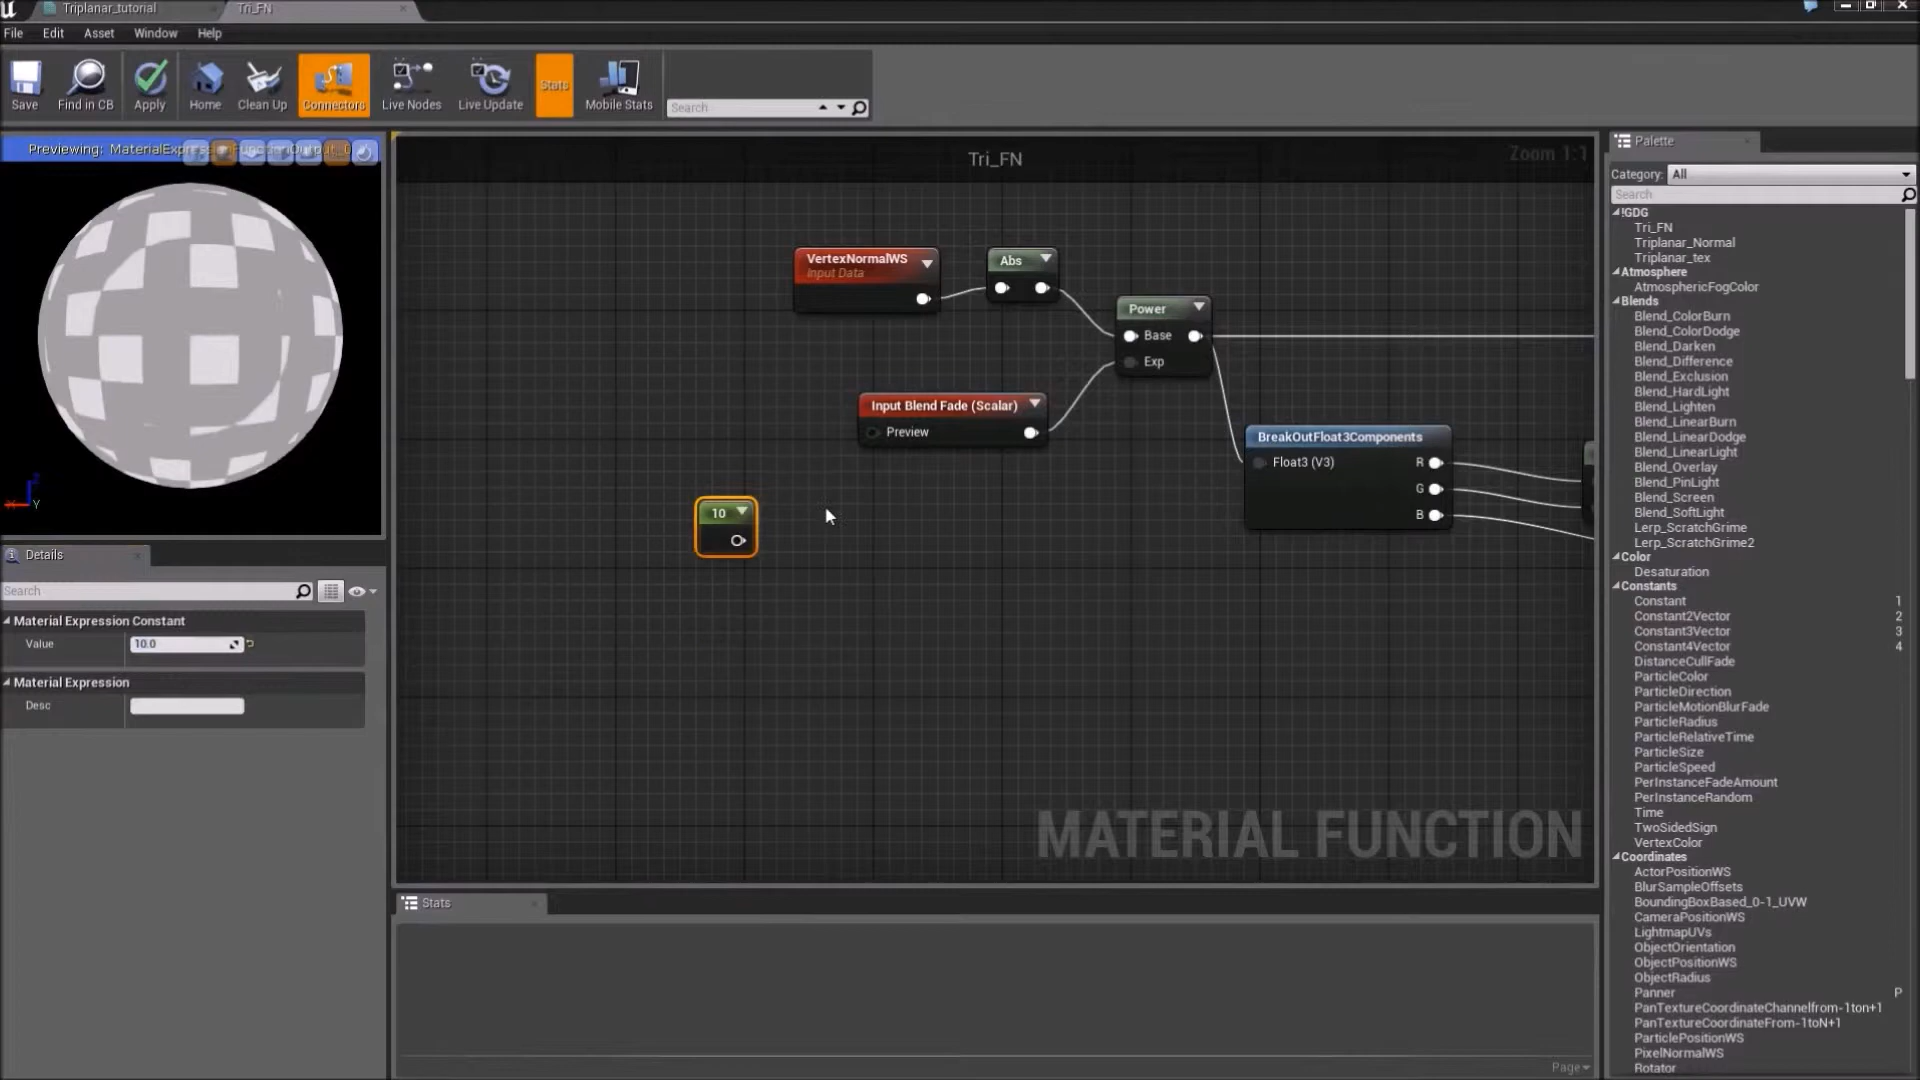 Triplanar_tutorial
Tri_FN
File Edit Asset Window Help
Save
Find in CB
Apply
Home
Clean Up
Connectors
Live Nodes
Live Update
Stats
Mobile Stats
Search
Previewing: MaterialExpressionFunctionOutput_0
Z
X
Y
Details
Search
Material Expression Constant
Value 10.0
Material Expression
Desc
Tri_FN
Zoom 1:1
VertexNormalWS
Input Data
Abs
Power
Base
Exp
Input Blend Fade (Scalar)
Preview
BreakOutFloat3Components
Float3 (V3) R
G
B
10
MATERIAL FUNCTION
Stats
Page
Palette
Category: All
Search
!GDG
Tri_FN
Triplanar_Normal
Triplanar_tex
Atmosphere
AtmosphericFogColor
Blends
Blend_ColorBurn
Blend_ColorDodge
Blend_Darken
Blend_Difference
Blend_Exclusion
Blend_HardLight
Blend_Lighten
Blend_LinearBurn
Blend_LinearDodge
Blend_LinearLight
Blend_Overlay
Blend_PinLight
Blend_Screen
Blend_SoftLight
Lerp_ScratchGrime
Lerp_ScratchGrime2
Color
Desaturation
Constants
Constant 1
Constant2Vector 2
Constant3Vector 3
Constant4Vector 4
DistanceCullFade
ParticleColor
ParticleDirection
ParticleMotionBlurFade
ParticleRadius
ParticleRelativeTime
ParticleSize
ParticleSpeed
PerInstanceFadeAmount
PerInstanceRandom
Time
TwoSidedSign
VertexColor
Coordinates
ActorPositionWS
BlurSampleOffsets
BoundingBoxBased_0-1_UVW
CameraPositionWS
LightmapUVs
ObjectOrientation
ObjectPositionWS
ObjectRadius
Panner P
PanTextureCoordinateChannelfrom-1ton+1
PanTextureCoordinateFrom-1toN+1
ParticlePositionWS
PixelNormalWS
Rotator